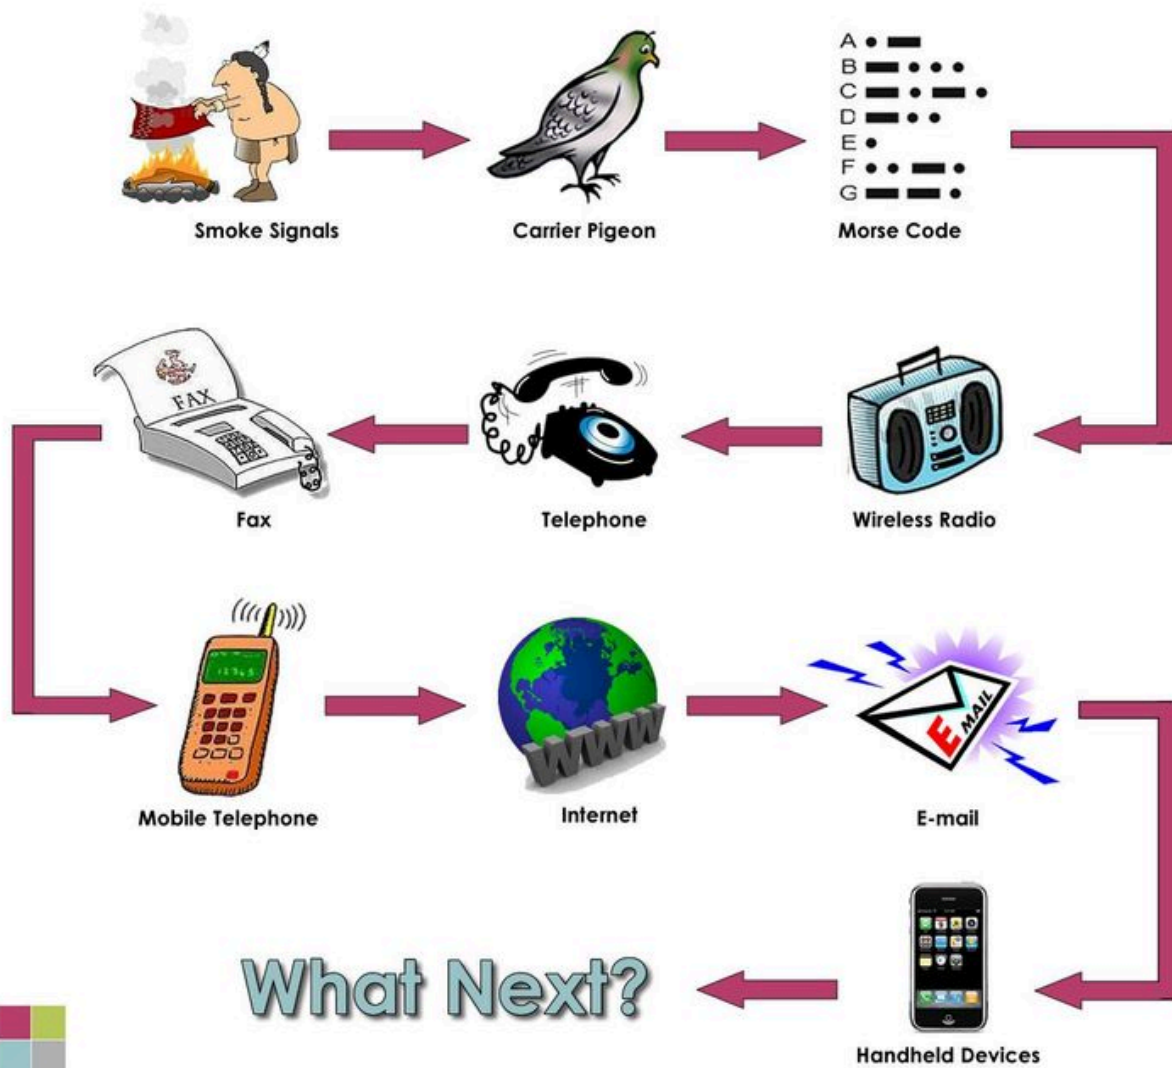 A
B
C
D
E
F
G
Smoke Signals
Carrier Pigeon
Morse Code
FAX
Fax
Telephone
Wireless Radio
Mobile Telephone
WWW
Internet
E MAIL
E-mail
What Next?
Handheld Devices